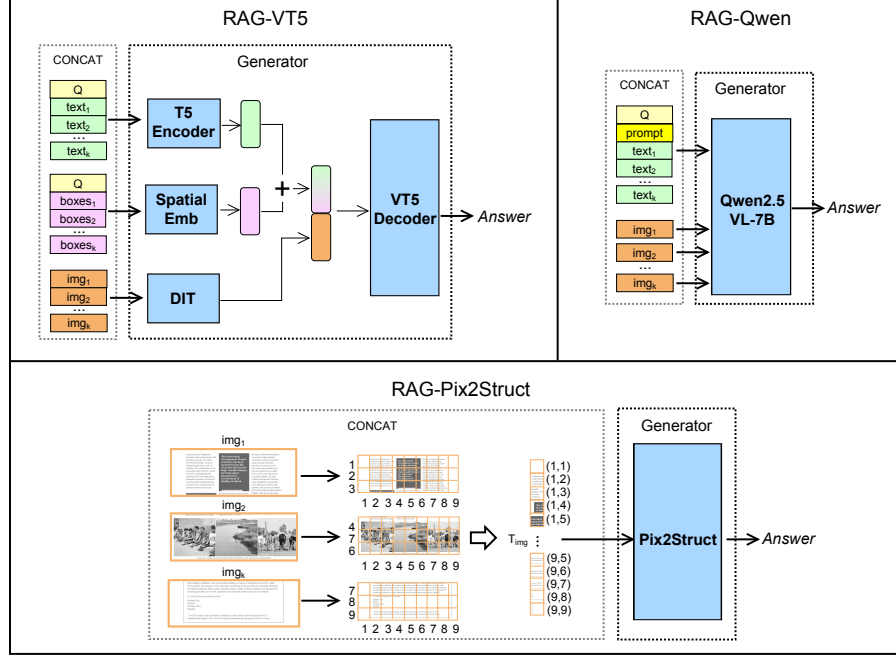 RAG-VT5
CONCAT
Q
text1
text2
...
textk
Q
boxes1
boxes2
...
boxesk
img1
img2
...
imgk
Generator
T5
Encoder
Spatial
Emb
DIT
+
VT5
Decoder
Answer
RAG-Qwen
CONCAT
Q
prompt
text1
text2
...
textk
img1
img2
...
imgk
Generator
Qwen2.5
VL-7B
Answer
RAG-Pix2Struct
CONCAT
img1
img2
imgk
1
2
3
1 2 3 4 5 6 7 8 9
4
7
6
1 2 3 4 5 6 7 8 9
7
8
9
1 2 3 4 5 6 7 8 9
Timg
(1,1)
(1,2)
(1,3)
(1,4)
(1,5)
⋮
(9,5)
(9,6)
(9,7)
(9,8)
(9,9)
Generator
Pix2Struct
Answer